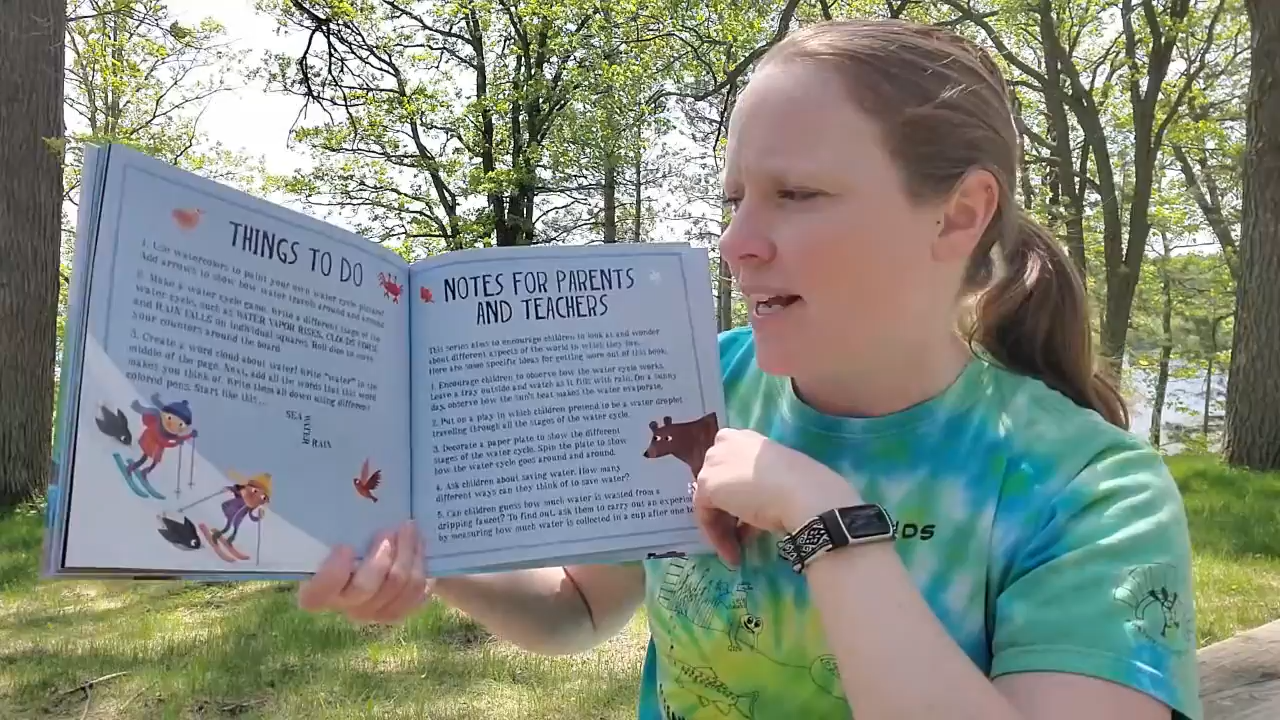 THINGS TO DO
1. Use watercolors to paint your own water cycle picture!
Add arrows to show how water travels around and around
2. Make a water cycle game. Write a different stage of the
water cycle, such as WATER VAPOR RISES, CLOUDS FORM,
and RAIN FALLS on individual squares. Roll dice to move
your counters around the board.
3. Create a word cloud about water! Write "water" in the
middle of the page. Next, add all the words that this word
makes you think of. Write them all down using different
colored pens. Start like this...
SEA
WATER
RAIN
NOTES FOR PARENTS
AND TEACHERS
This series aims to encourage children to look at and wonder
about different aspects of the world in which they live.
Here are some specific ideas for getting more out of this book.
1. Encourage children to observe how the water cycle works.
Leave a tray outside and watch as it fills with rain. On a sunny
day, observe how the sun's heat makes the water evaporate.
2. Put on a play in which children pretend to be a water droplet
traveling through all the stages of the water cycle.
3. Decorate a paper plate to show the different
stages of the water cycle. Spin the plate to show
how the water cycle goes around and around.
4. Ask children about saving water. How many
different ways can they think of to save water?
5. Can children guess how much water is wasted from a
dripping faucet? To find out, ask them to carry out an experim
by measuring how much water is collected in a cup after one h
DS